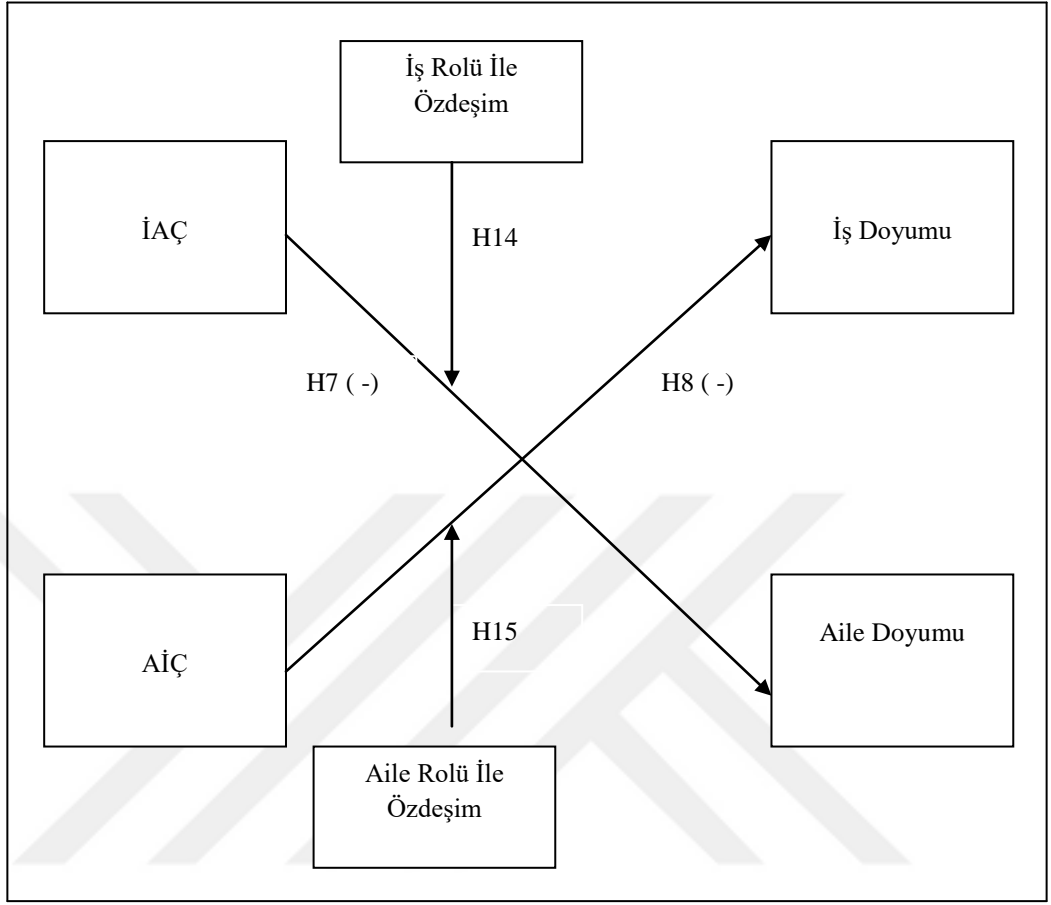 İş Rolü İle
Özdeşim
İAÇ
H14
İş Doyumu
H7 ( -)
H8 ( -)
AİÇ
H15
Aile Doyumu
Aile Rolü İle
Özdeşim